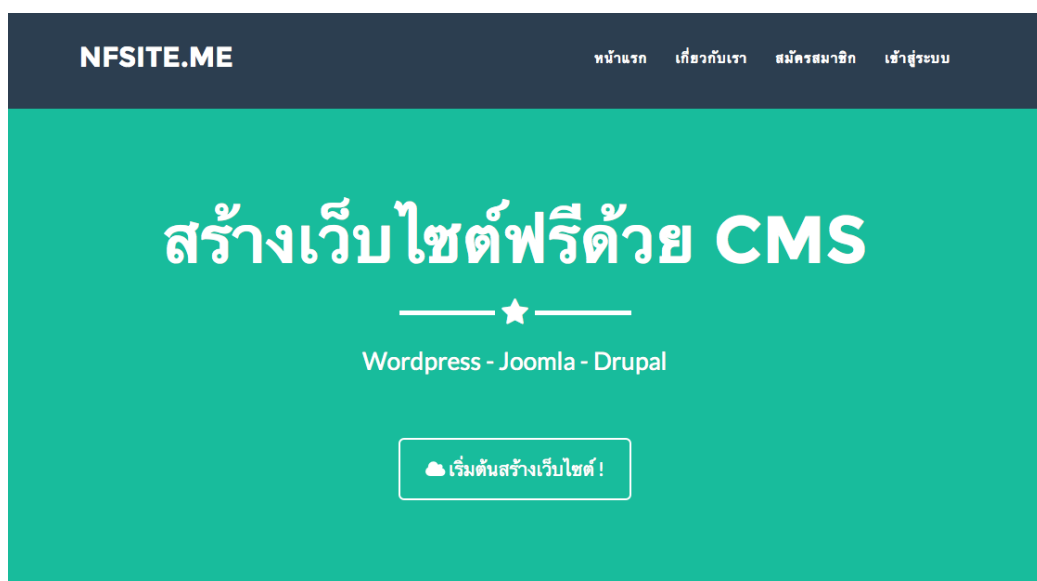 NFSITE.ME
หน้าแรก เกี่ยวกับเรา สมัครสมาชิก เข้าสู่ระบบ
สร้างเว็บไซต์ฟรีด้วย CMS
Wordpress - Joomla - Drupal
เริ่มต้นสร้างเว็บไซต์ !